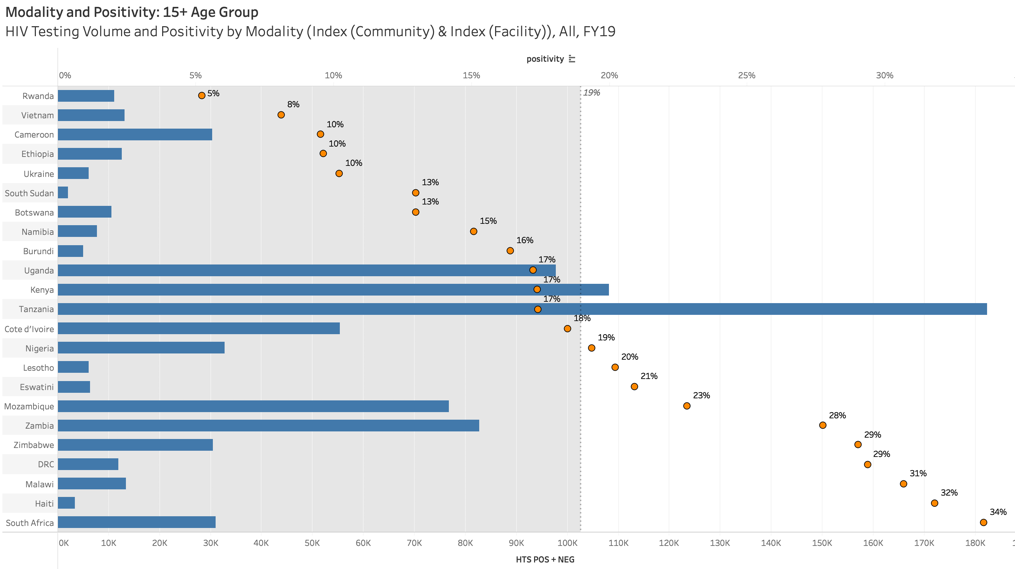 Modality and Positivity: 15+ Age Group
HIV Testing Volume and Positivity by Modality (Index (Community) & Index (Facility)), All, FY19
positivity
0% 5% 10% 15% 20% 25% 30%
Rwanda 5% 19%
Vietnam 8%
Cameroon 10%
Ethiopia 10%
Ukraine 10%
South Sudan 13%
Botswana 13%
Namibia 15%
Burundi 16%
Uganda 17%
Kenya 17%
Tanzania 17%
Cote d'Ivoire 18%
Nigeria 19%
Lesotho 20%
Eswatini 21%
Mozambique 23%
Zambia 28%
Zimbabwe 29%
DRC 29%
Malawi 31%
Haiti 32%
South Africa 34%
0K 10K 20K 30K 40K 50K 60K 70K 80K 90K 100K 110K 120K 130K 140K 150K 160K 170K 180K
HTS POS + NEG